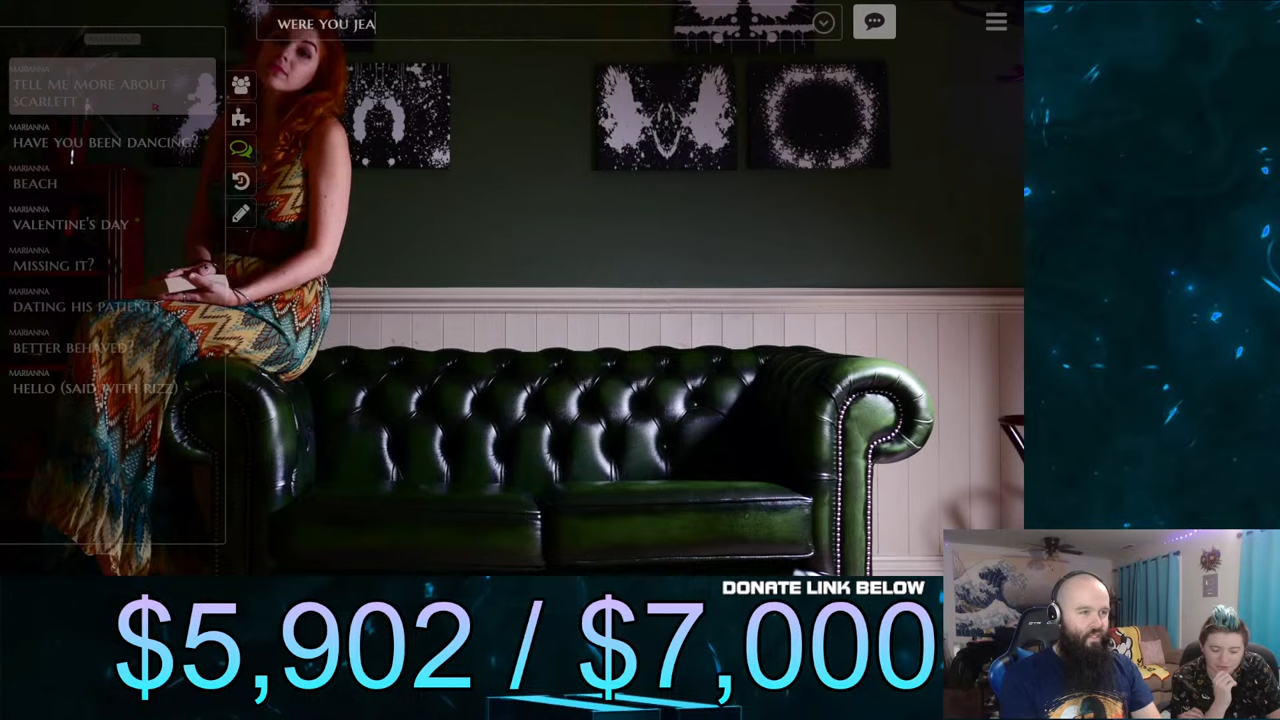 WERE YOU JEA
MARIANNA
TELL ME MORE ABOUT
SCARLETT
MARIANNA
HAVE YOU BEEN DANCING?
MARIANNA
BEACH
MARIANNA
VALENTINE'S DAY
MARIANNA
MISSING IT?
MARIANNA
DATING HIS PATIENTS
MARIANNA
BETTER BEHAVED?
MARIANNA
HELLO (SAID WITH RIZZ)
DONATE LINK BELOW
$5,902 / $7,000